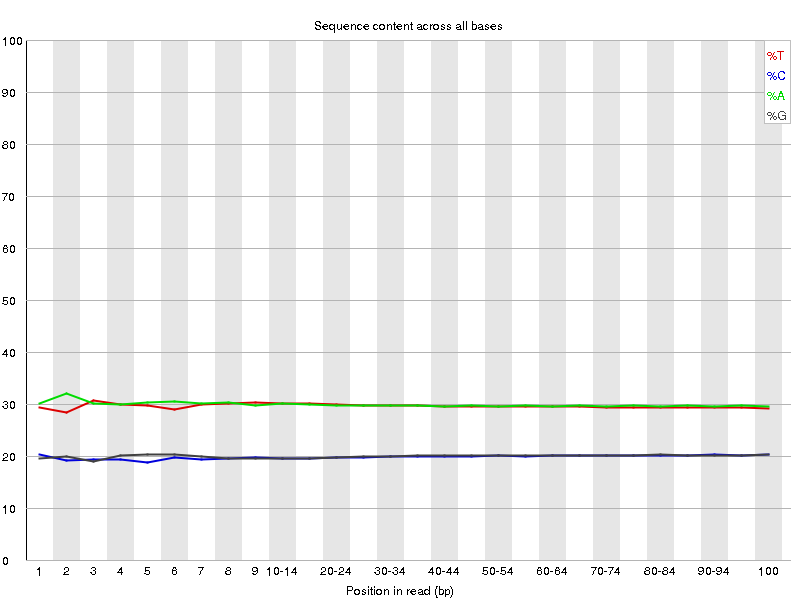 Sequence content across all bases
%T
%C
%A
%G
100
90
80
70
60
50
40
30
20
10
0
1 2 3 4 5 6 7 8 9 10-14 20-24 30-34 40-44 50-54 60-64 70-74 80-84 90-94 100
Position in read (bp)